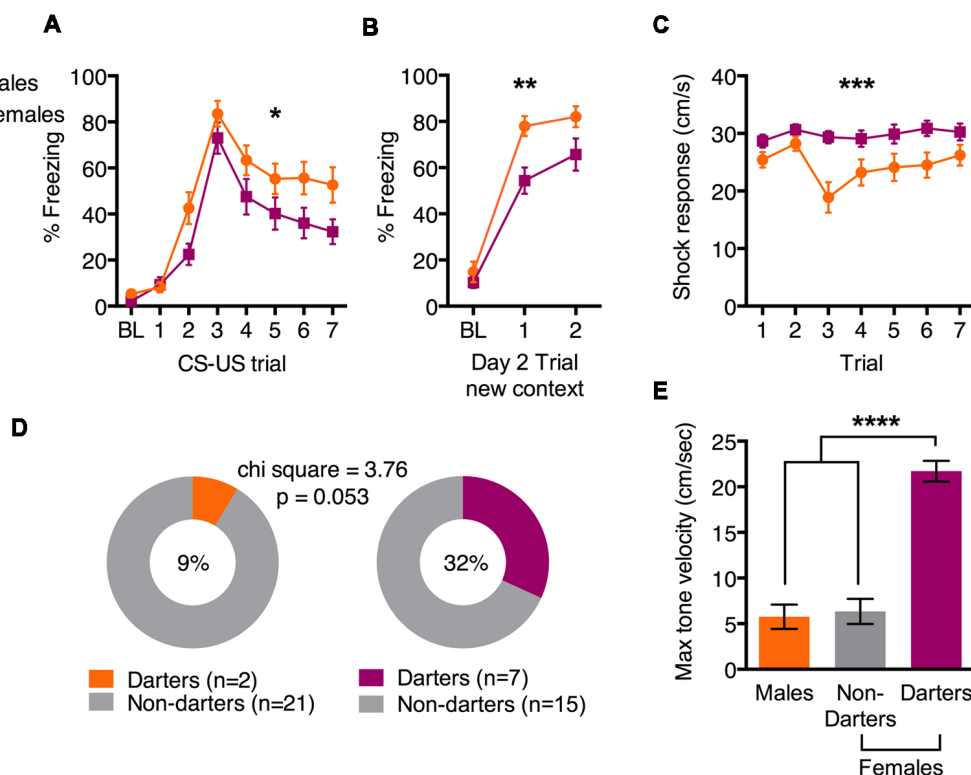 A
ales
emales
% Freezing
100
80
60
40
20
0
BL 1 2 3 4 5 6 7
CS-US trial
*
B
% Freezing
100
80
60
40
20
0
BL 1 2
Day 2 Trial
new context
**
C
Shock response (cm/s)
40
30
20
10
0
1 2 3 4 5 6 7
Trial
***
D
chi square = 3.76
p = 0.053
9%
32%
Darters (n=2)
Non-darters (n=21)
Darters (n=7)
Non-darters (n=15)
E
Max tone velocity (cm/sec)
25
20
15
10
5
0
****
Males
Non-
Darters
Darters
Females